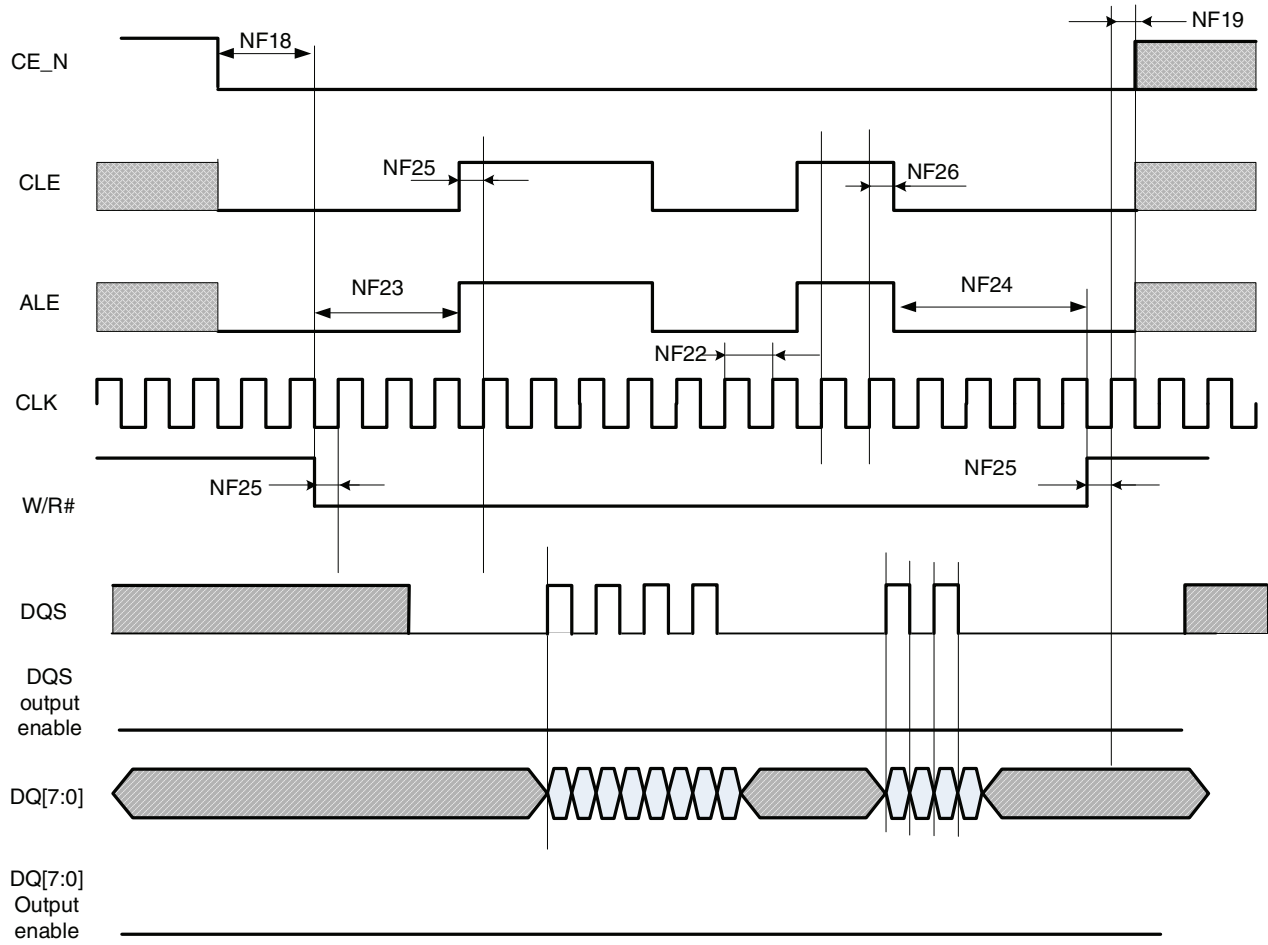 NF19
NF18
CE_N
NF25
NF26
CLE
NF23
NF24
ALE
NF22
CLK
NF25
NF25
W/R#
DQS
DQS
output
enable
DQ[7:0]
DQ[7:0]
Output
enable